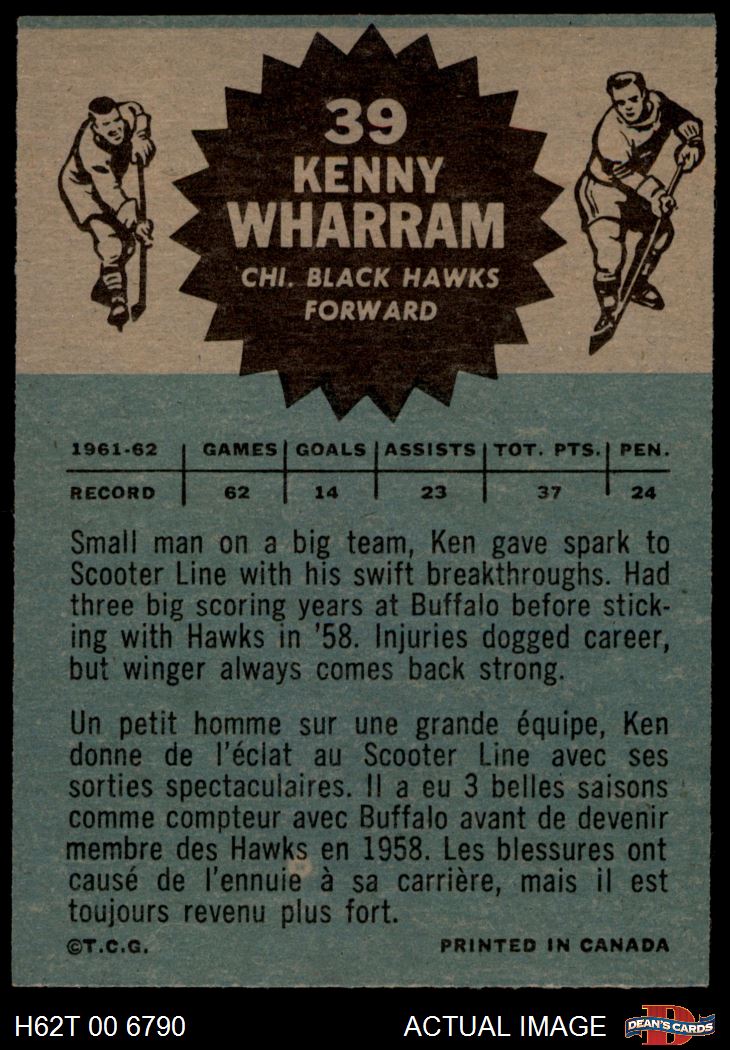 39
KENNY
WHARRAM
CHI. BLACK HAWKS
FORWARD
1961-62 GAMES GOALS ASSISTS TOT. PTS. PEN.
RECORD 62 14 23 37 24
Small man on a big team, Ken gave spark to
Scooter Line with his swift breakthroughs. Had
three big scoring years at Buffalo before stick-
ing with Hawks in '58. Injuries dogged career,
but winger always comes back strong.
Un petit homme sur une grande équipe, Ken
donne de l'éclat au Scooter Line avec ses
sorties spectaculaires. Il a eu 3 belles saisons
comme compteur avec Buffalo avant de devenir
membre des Hawks en 1958. Les blessures ont
causé de l'ennuie à sa carrière, mais il est
toujours revenu plus fort.
©T.C.G. PRINTED IN CANADA
H62T 00 6790 ACTUAL IMAGE D DEAN'S CARDS